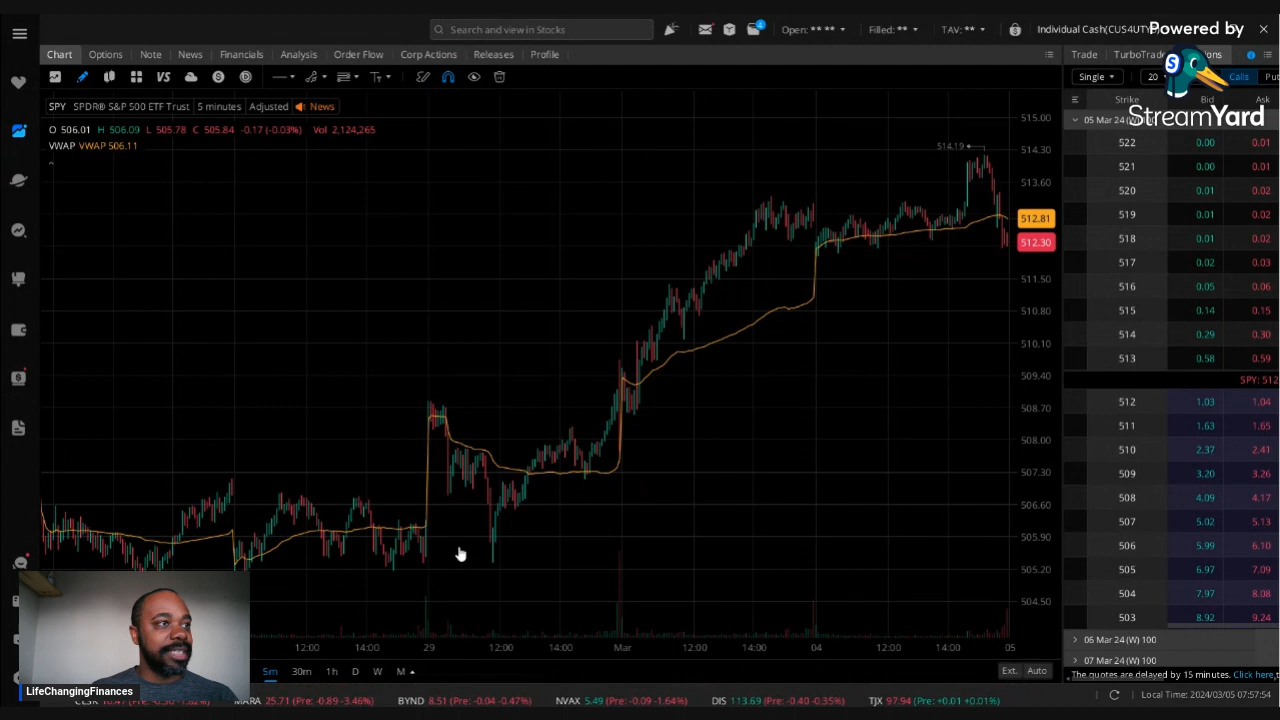 Search and view in Stocks
4
Open: ** **
Filled: **
TAV: **
Individual Cash(CUS4UTY
Powered by
StreamYard
Chart Options Note News Financials Analysis Order Flow Corp Actions Releases Profile
Trade TurboTrade
VS
Single 20 Calls
SPY SPDR® S&P 500 ETF Trust 5 minutes Adjusted News
O 506.01 H 506.09 L 505.78 C 505.84 -0.17 (-0.03%) Vol 2,124,265
VWAP VWAP 506.11
514.19
515.00
514.30
513.60
512.81
512.30
511.50
510.80
510.10
509.40
508.70
508.00
507.30
506.60
505.90
505.20
504.50
12:00 14:00 29 12:00 14:00 Mar 12:00 14:00 04 12:00 14:00 05
5m 30m 1h D W M
Ext. Auto
Strike Bid Ask
05 Mar 24
522 0.00 0.01
521 0.00 0.01
520 0.01 0.02
519 0.01 0.02
518 0.01 0.02
517 0.02 0.03
516 0.05 0.06
515 0.14 0.15
514 0.29 0.30
513 0.58 0.59
SPY: 512
512 1.03 1.04
511 1.63 1.65
510 2.37 2.41
509 3.20 3.26
508 4.09 4.17
507 5.02 5.13
506 5.99 6.10
505 6.97 7.09
504 7.97 8.08
503 8.92 9.24
06 Mar 24 (W) 100
07 Mar 24 (W) 100
The quotes are delayed by 15 minutes. Click here
LifeChangingFinances
MARA 25.71 (Pre: -0.89 -3.46%) BYND 8.51 (Pre: -0.04 -0.47%) NVAX 5.49 (Pre: -0.09 -1.64%) DIS 113.69 (Pre: -0.40 -0.35%) TJX 97.94 (Pre: +0.01 +0.01%)
Local Time: 2024/03/05 07:57:54